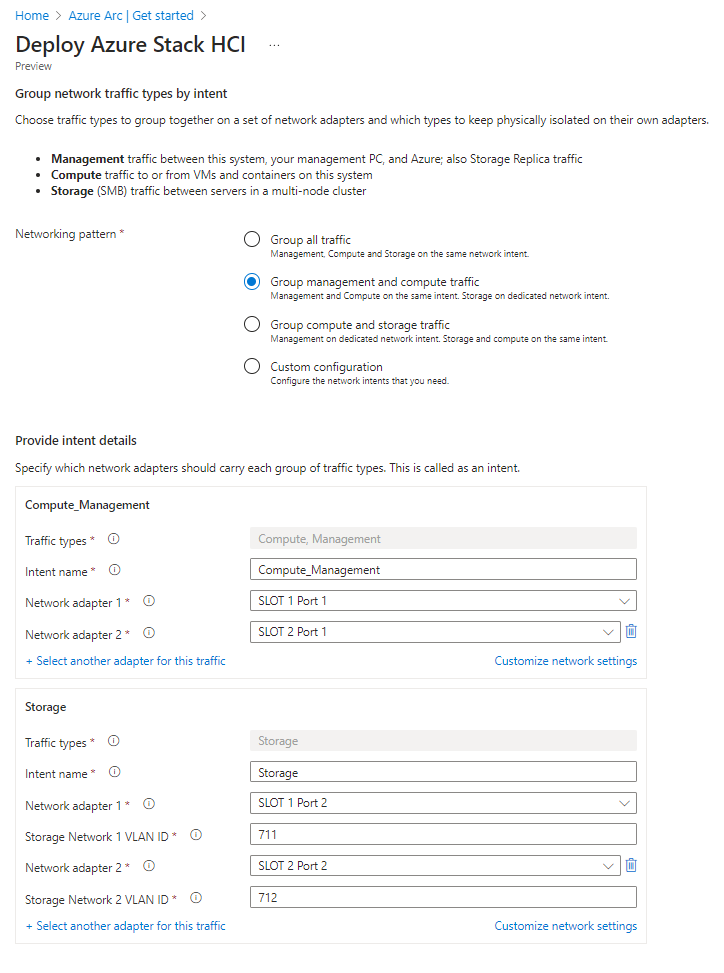 Home > Azure Arc | Get started >
Deploy Azure Stack HCI ...
Preview
Group network traffic types by intent
Choose traffic types to group together on a set of network adapters and which types to keep physically isolated on their own adapters.
• Management traffic between this system, your management PC, and Azure; also Storage Replica traffic
• Compute traffic to or from VMs and containers on this system
• Storage (SMB) traffic between servers in a multi-node cluster
Networking pattern *
Group all traffic
Management, Compute and Storage on the same network intent.
Group management and compute traffic
Management and Compute on the same intent. Storage on dedicated network intent.
Group compute and storage traffic
Management on dedicated network intent. Storage and compute on the same intent.
Custom configuration
Configure the network intents that you need.
Provide intent details
Specify which network adapters should carry each group of traffic types. This is called as an intent.
Compute_Management
Traffic types * Compute, Management
Intent name * Compute_Management
Network adapter 1 * SLOT 1 Port 1
Network adapter 2 * SLOT 2 Port 1
+ Select another adapter for this traffic Customize network settings
Storage
Traffic types * Storage
Intent name * Storage
Network adapter 1 * SLOT 1 Port 2
Storage Network 1 VLAN ID * 711
Network adapter 2 * SLOT 2 Port 2
Storage Network 2 VLAN ID * 712
+ Select another adapter for this traffic Customize network settings